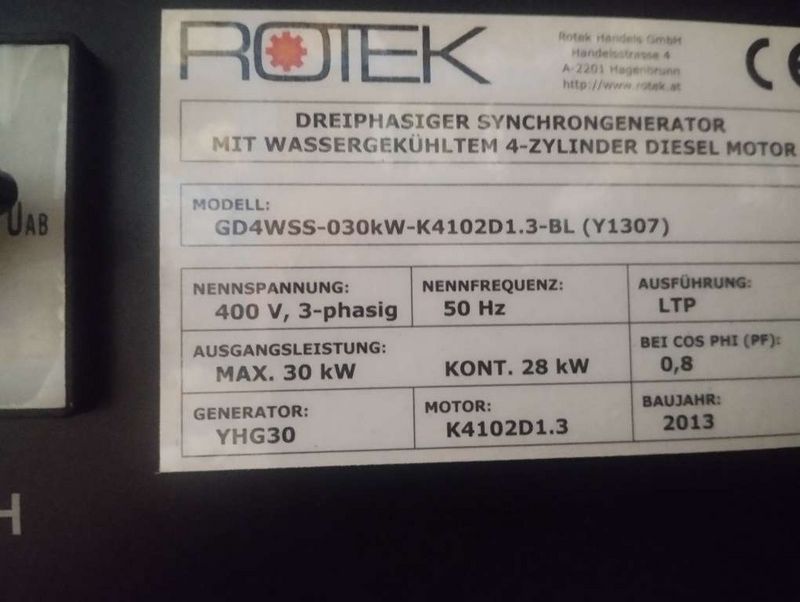 ROTEK
Rotek Handels GmbH
Handelsstrasse 4
A-2201 Hagenbrunn
http://www.rotek.at
CE
DREIPHASIGER SYNCHRONGENERATOR
MIT WASSERGEKÜHLTEM 4-ZYLINDER DIESEL MOTOR
MODELL:
GD4WSS-030kW-K4102D1.3-BL (Y1307)
NENNSPANNUNG:
400 V, 3-phasig
NENNFREQUENZ:
50 Hz
AUSFÜHRUNG:
LTP
AUSGANGSLEISTUNG:
MAX. 30 kW KONT. 28 kW
BEI COS PHI (PF):
0,8
GENERATOR:
YHG30
MOTOR:
K4102D1.3
BAUJAHR:
2013
UAB
H